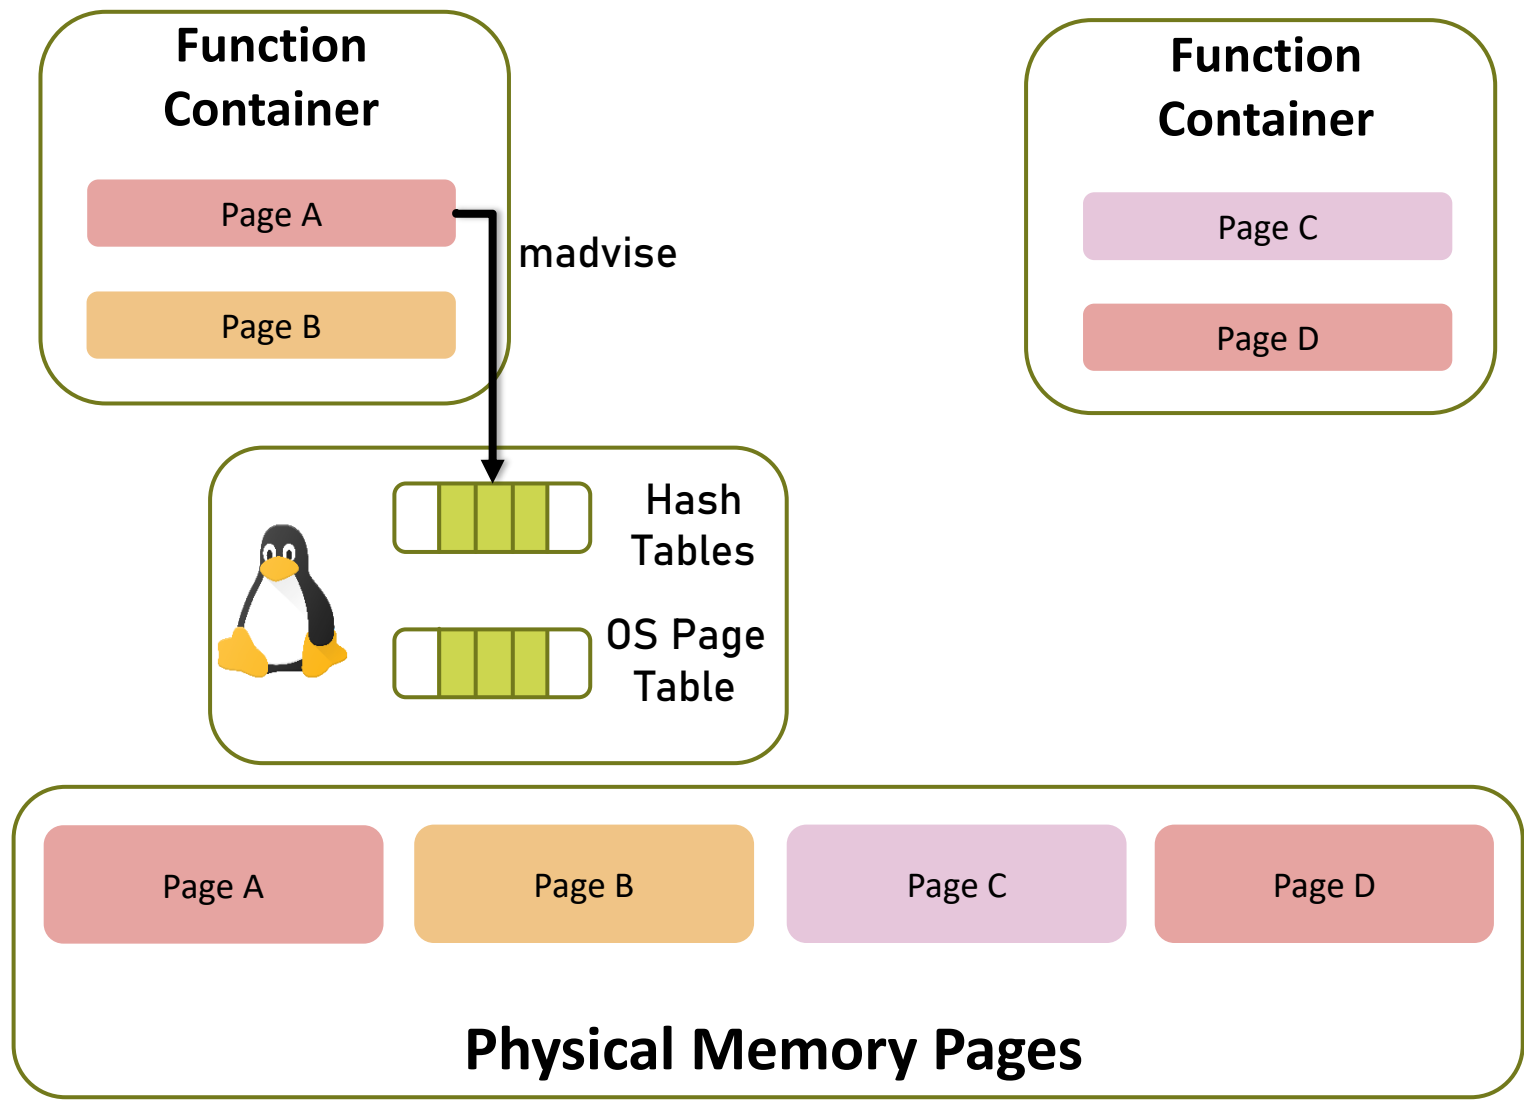 Function
Container
Page A
Page B
madvise
Function
Container
Page C
Page D
Hash
Tables
OS Page
Table
Page A
Page B
Page C
Page D
Physical Memory Pages